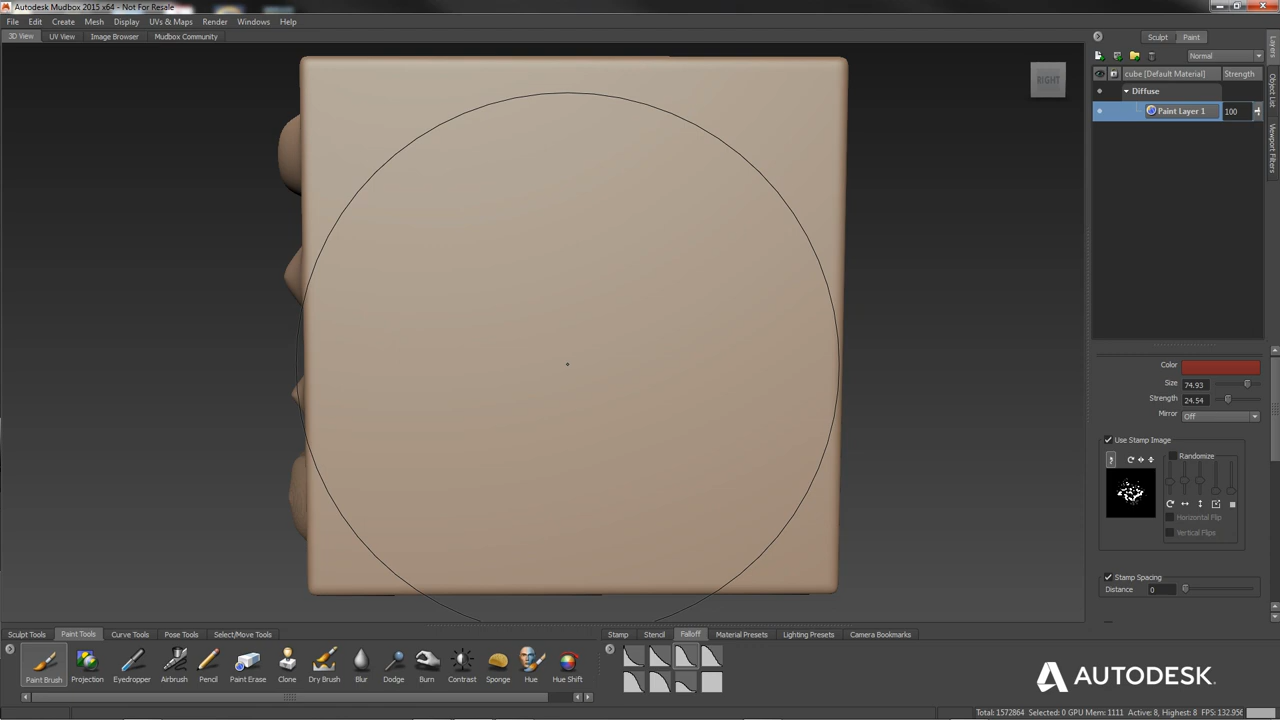 Autodesk Mudbox 2015 x64 - Not For Resale
File Edit Create Mesh Display UVs & Maps Render Windows Help
3D View UV View Image Browser Mudbox Community
RIGHT
Sculpt Paint
Normal
cube [Default Material] Strength
Diffuse
Paint Layer 1 100
Layers
Object List
Viewport Filters
Color
Size 74.93
Strength 24.54
Mirror Off
Use Stamp Image
Randomize
Horizontal Flip
Vertical Flips
Stamp Spacing
Distance 0
Sculpt Tools Paint Tools Curve Tools Pose Tools Select/Move Tools
Stamp Stencil Falloff Material Presets Lighting Presets Camera Bookmarks
Paint Brush Projection Eyedropper Airbrush Pencil Paint Erase Clone Dry Brush Blur Dodge Burn Contrast Sponge Hue Hue Shift
AUTODESK.
Total: 1572864 Selected: 0 GPU Mem: 1111 Active: 8, Highest: 8 FPS: 132.956